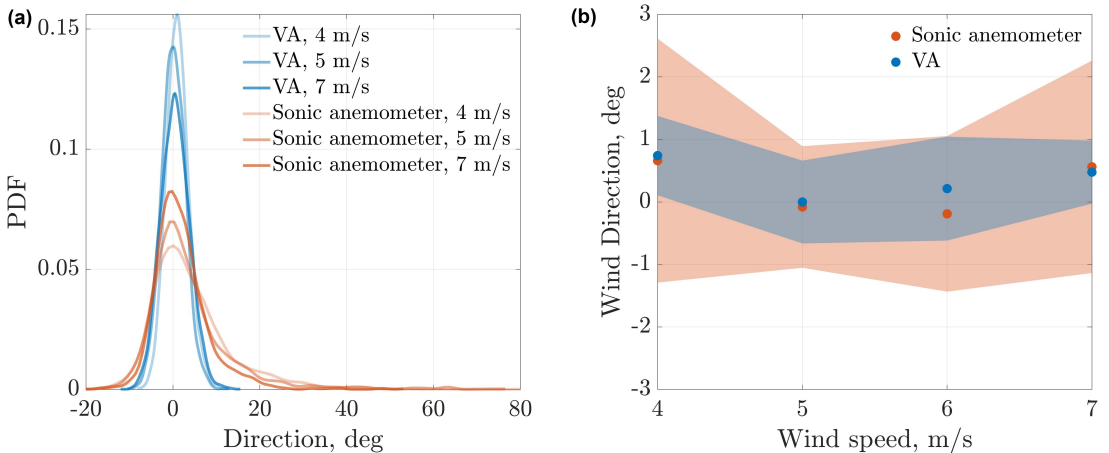 (a)
PDF
0.15
0.1
0.05
0
VA, 4 m/s
VA, 5 m/s
VA, 7 m/s
Sonic anemometer, 4 m/s
Sonic anemometer, 5 m/s
Sonic anemometer, 7 m/s
-20 0 20 40 60 80
Direction, deg
(b)
Wind Direction, deg
3
2
1
0
-1
-2
-3
Sonic anemometer
VA
4 5 6 7
Wind speed, m/s